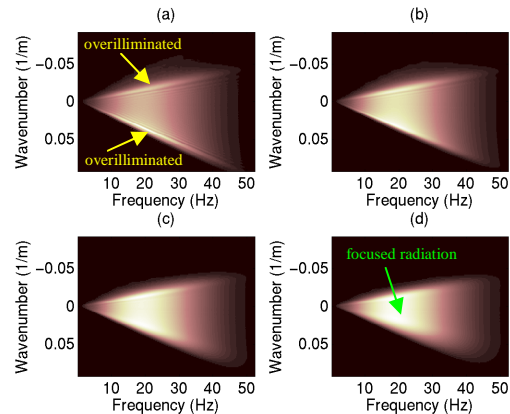 (a)
(b)
overilliminated
overilliminated
Wavenumber (1/m)
-0.05
0
0.05
10 20 30 40 50
Frequency (Hz)
Wavenumber (1/m)
-0.05
0
0.05
10 20 30 40 50
Frequency (Hz)
(c)
(d)
Wavenumber (1/m)
-0.05
0
0.05
10 20 30 40 50
Frequency (Hz)
focused radiation
Wavenumber (1/m)
-0.05
0
0.05
10 20 30 40 50
Frequency (Hz)